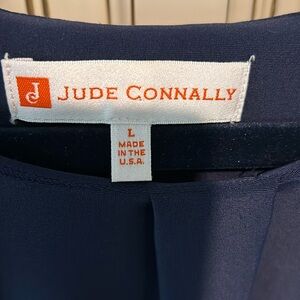 JC
JUDE CONNALLY
L
MADE
IN THE
U.S.A.